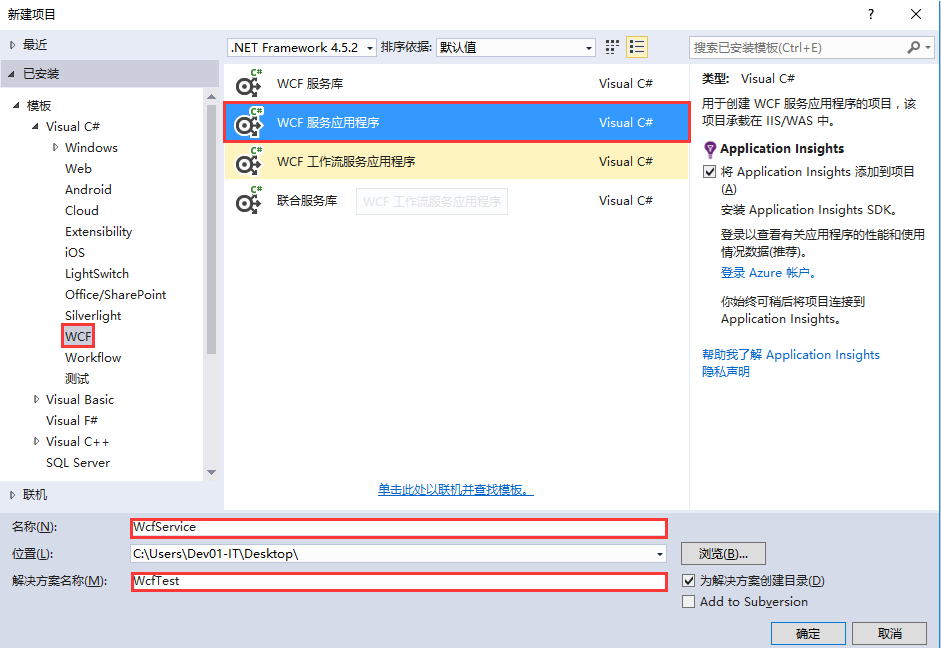 新建项目
?
最近
.NET Framework 4.5.2
排序依据:
默认值
搜索已安装模板(Ctrl+E)
已安装
模板
Visual C#
Windows
Web
Android
Cloud
Extensibility
iOS
LightSwitch
Office/SharePoint
Silverlight
WCF
Workflow
测试
Visual Basic
Visual F#
Visual C++
SQL Server
联机
C#
WCF 服务库
Visual C#
C#
WCF 服务应用程序
Visual C#
C#
WCF 工作流服务应用程序
Visual C#
C#
联合服务库
WCF 工作流服务应用程序
Visual C#
单击此处以联机并查找模板。
类型: Visual C#
用于创建 WCF 服务应用程序的项目，该
项目承载在 IIS/WAS 中。
Application Insights
将 Application Insights 添加到项目
(A)
安装 Application Insights SDK。
登录以查看有关应用程序的性能和使用
情况数据(推荐)。
登录 Azure 帐户。
你始终可稍后将项目连接到
Application Insights。
帮助我了解 Application Insights
隐私声明
名称(N):
WcfService
位置(L):
C:\Users\Dev01-IT\Desktop\
浏览(B)...
解决方案名称(M):
WcfTest
为解决方案创建目录(D)
Add to Subversion
确定
取消